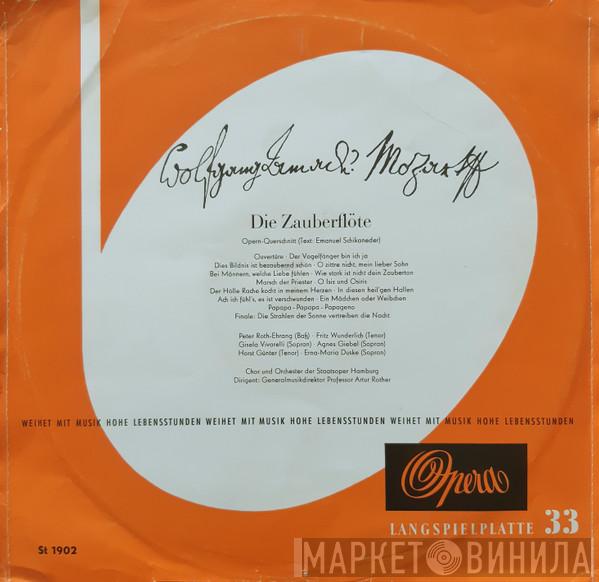 Wolfgang Amadé Mozart
Die Zauberflöte
Opern-Querschnitt (Text: Emanuel Schikaneder)
Ouvertüre · Der Vogelfänger bin ich ja
Dies Bildnis ist bezaubernd schön · O zittre nicht, mein lieber Sohn
Bei Männern, welche Liebe fühlen · Wie stark ist nicht dein Zauberton
Marsch der Priester · O Isis und Osiris
Der Hölle Rache kocht in meinem Herzen · In diesen heil'gen Hallen
Ach ich fühl's, es ist verschwunden · Ein Mädchen oder Weibchen
Papapa - Papapa - Papageno
Finale: Die Strahlen der Sonne vertreiben die Nacht
Peter Roth-Ehrang (Baß) · Fritz Wunderlich (Tenor)
Gisela Vivarelli (Sopran) · Agnes Giebel (Sopran)
Horst Günter (Tenor) · Erna-Maria Duske (Sopran)
Chor und Orchester der Staatsoper Hamburg
Dirigent: Generalmusikdirektor Professor Artur Rother
WEIHET MIT MUSIK HOHE LEBENSSTUNDEN WEIHET MIT MUSIK HOHE LEBENSSTUNDEN WEIHET MIT MUSIK HOHE LEBENSSTUNDEN
Opera
LANGSPIELPLATTE 33
St 1902
МАРКЕТ ВИНИЛА